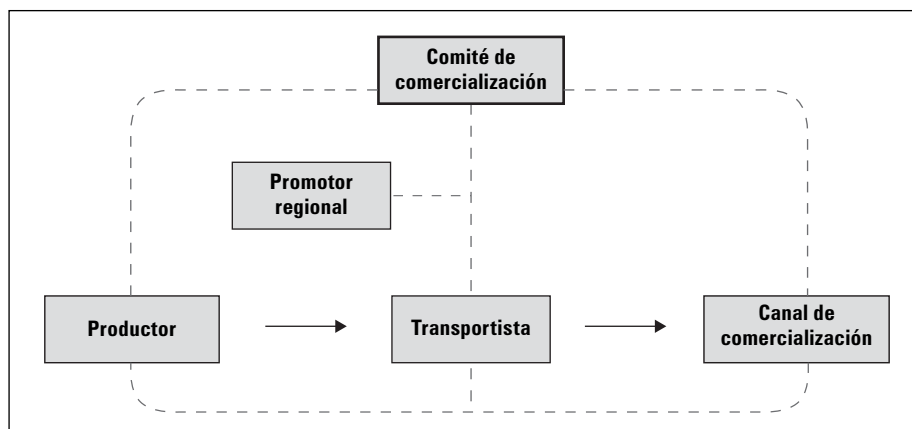 Comité de
comercialización
Promotor
regional
Productor
Transportista
Canal de
comercialización